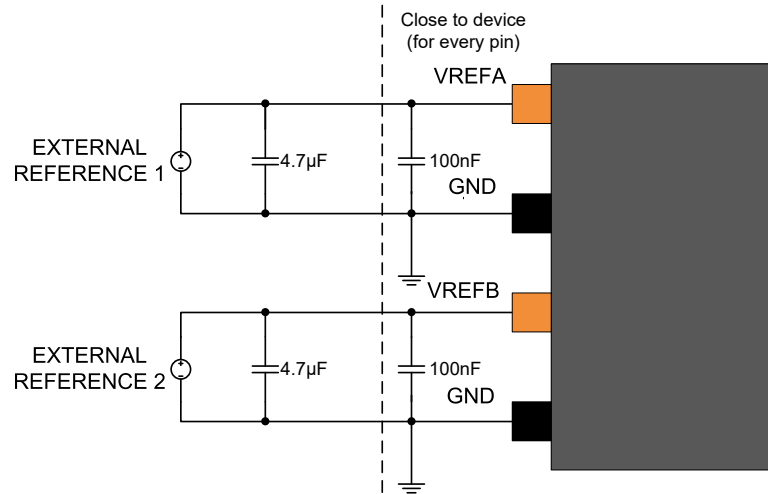 Close to device
(for every pin)
VREFA
EXTERNAL
REFERENCE 1
4.7µF
100nF
GND
VREFB
EXTERNAL
REFERENCE 2
4.7µF
100nF
GND